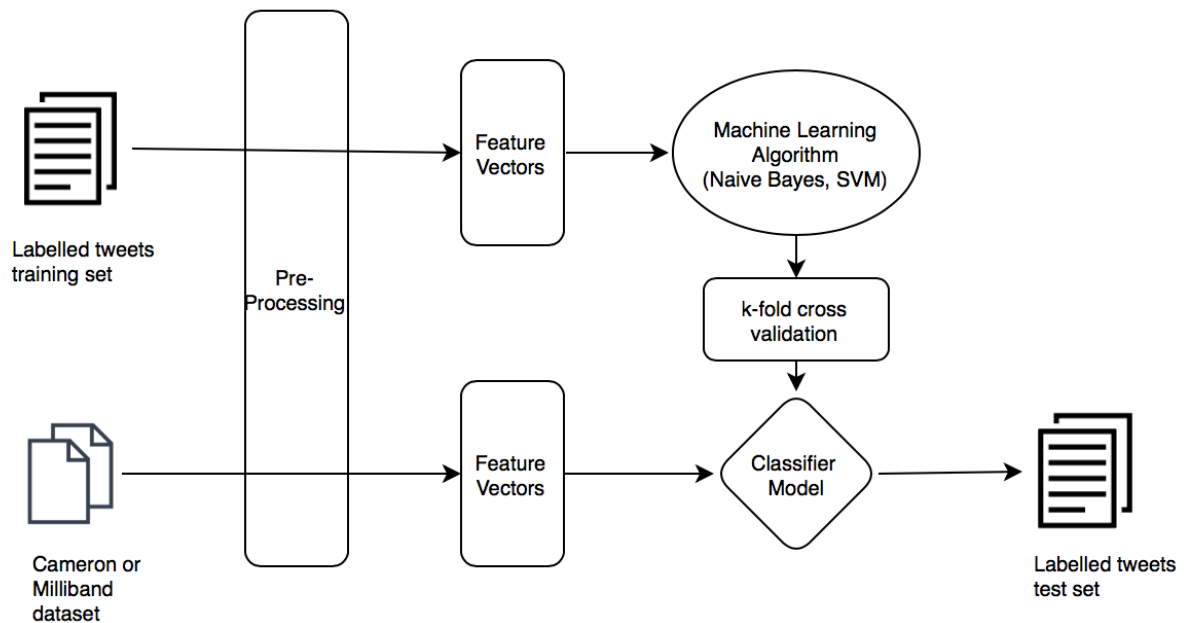 Labelled tweets
training set
Pre-
Processing
Feature
Vectors
Machine Learning
Algorithm
(Naive Bayes, SVM)
k-fold cross
validation
Cameron or
Milliband
dataset
Feature
Vectors
Classifier
Model
Labelled tweets
test set